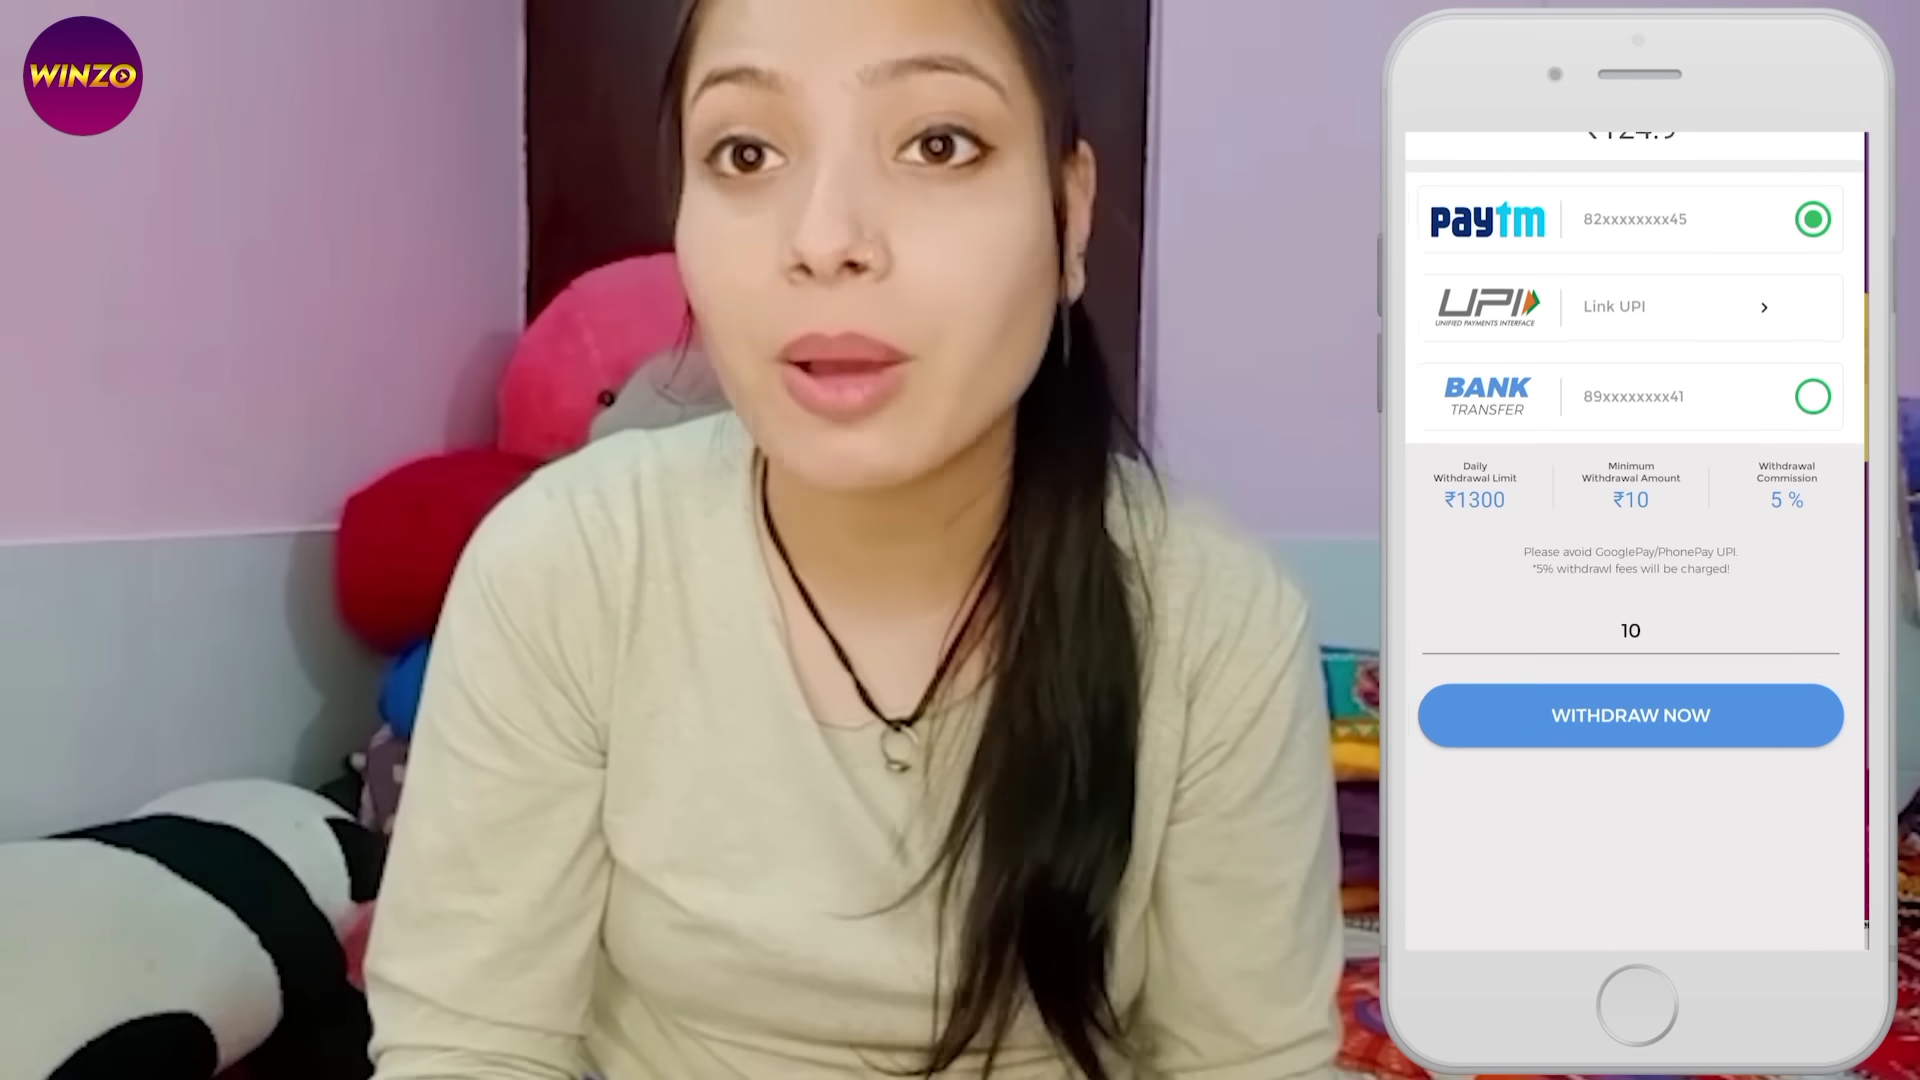 WINZO
paytm
82xxxxxxxx45
UPI
UNIFIED PAYMENTS INTERFACE
Link UPI
BANK
TRANSFER
89xxxxxxxx41
Daily
Withdrawal Limit
₹1300
Minimum
Withdrawal Amount
₹10
Withdrawal
Commission
5 %
Please avoid GooglePay/PhonePay UPI.
*5% withdrawl fees will be charged!
10
WITHDRAW NOW